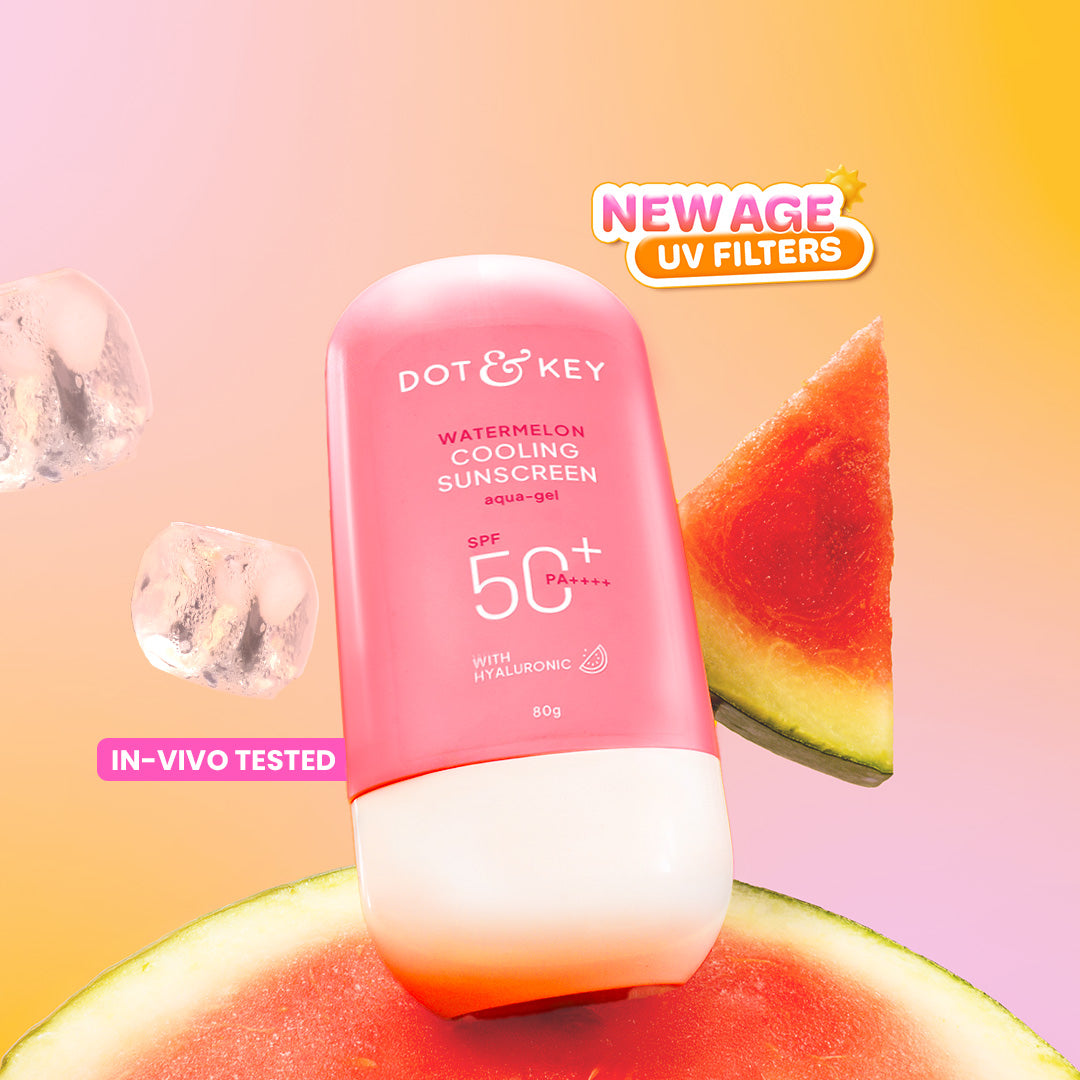 NEW AGE
UV FILTERS
DOT & KEY
WATERMELON
COOLING
SUNSCREEN
aqua-gel
SPF
50+
PA++++
WITH
HYALURONIC
80g
IN-VIVO TESTED